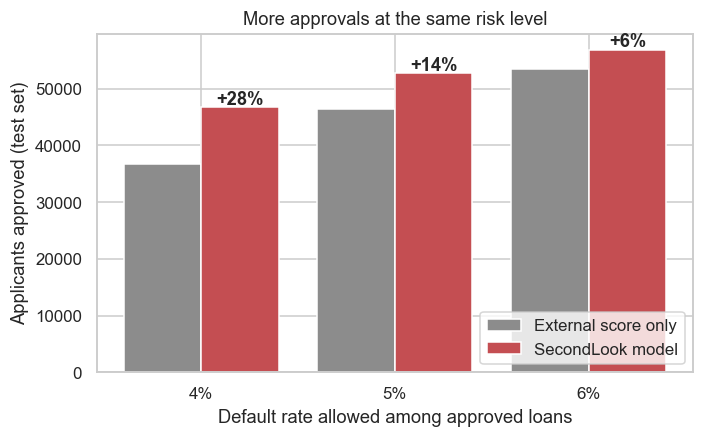 More approvals at the same risk level
Applicants approved (test set)
50000
40000
30000
20000
10000
0
+28%
+14%
+6%
External score only
SecondLook model
4%
5%
6%
Default rate allowed among approved loans